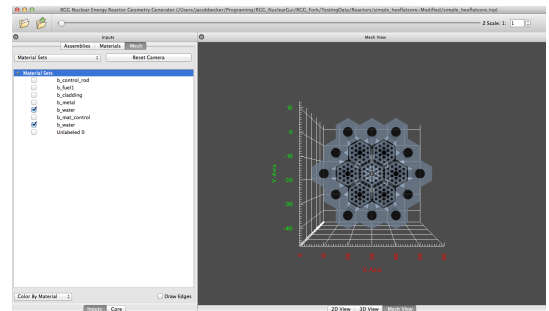 RGG Nuclear Energy Reactor Geometry Generator (/Users/jacobbecker/Programing/RGG_NuclearGui/RGG_Fork/TestingData/Reactors/simple_hexflatcore-Modified/simple_hexflatcore.inp)
Z Scale: 1: 1
Inputs
Mesh View
Assemblies Materials Mesh
Material Sets Reset Camera
Material Sets
b_control_rod
b_fuel1
b_cladding
b_metal
b_water
b_mat_control
b_water
Unlabeled 0
10
0
-10
-20
-30
-40
Y-Axis
Color By Material Draw Edges
Inputs Core
2D View 3D View Mesh View